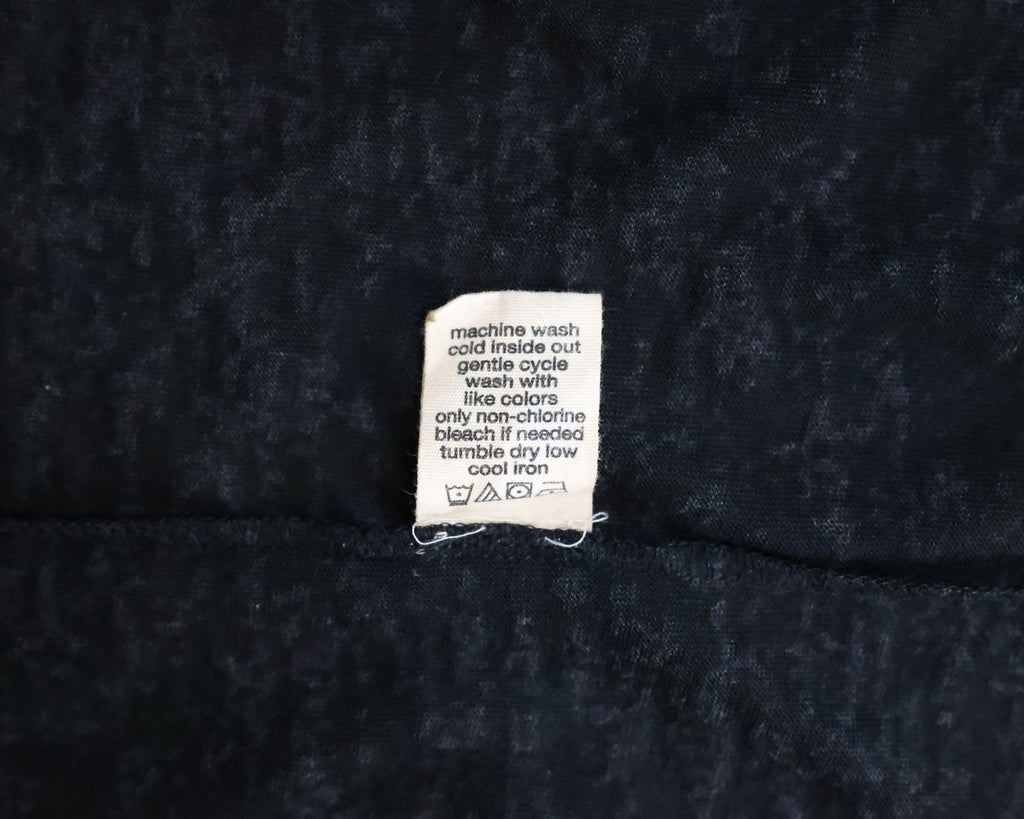 machine wash
cold inside out
gentle cycle
wash with
like colors
only non-chlorine
bleach if needed
tumble dry low
cool iron